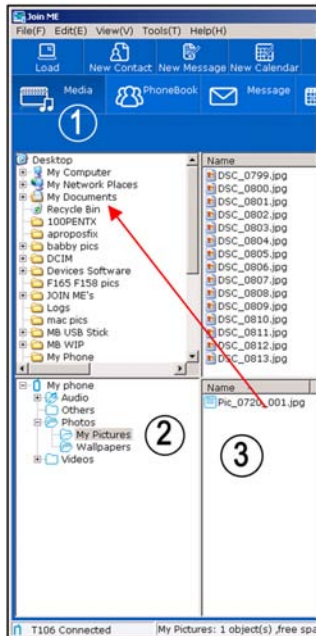 Join ME
File(F) Edit(E) View(V) Tools(T) Help(H)
Load New Contact New Message New Calendar
Media PhoneBook Message
1
Desktop
My Computer
My Network Places
My Documents
Recycle Bin
100PENTX
aproposfix
babby pics
DCIM
Devices Software
F165 F158 pics
JOIN ME's
Logs
mac pics
MB USB Stick
MB WIP
My Phone
Name
DSC_0799.jpg
DSC_0800.jpg
DSC_0801.jpg
DSC_0802.jpg
DSC_0803.jpg
DSC_0804.jpg
DSC_0805.jpg
DSC_0806.jpg
DSC_0807.jpg
DSC_0808.jpg
DSC_0809.jpg
DSC_0810.jpg
DSC_0811.jpg
DSC_0812.jpg
DSC_0813.jpg
My phone
Audio
Others
Photos
My Pictures
Wallpapers
Videos
2
Name
Pic_0720_001.jpg
3
T106 Connected
My Pictures: 1 object(s) ,free spa